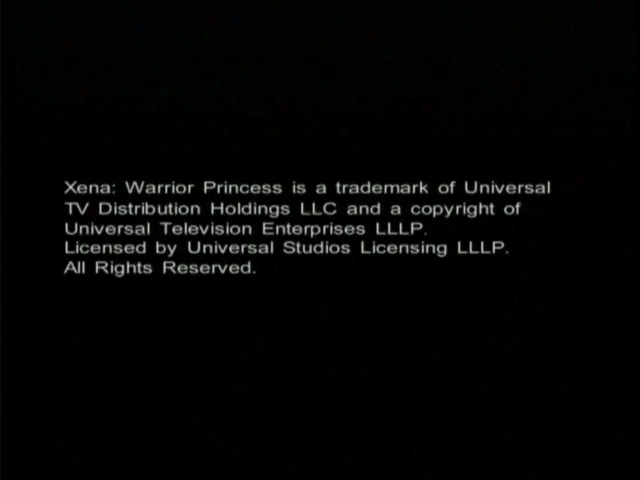 Xena: Warrior Princess is a trademark of Universal
TV Distribution Holdings LLC and a copyright of
Universal Television Enterprises LLLP.
Licensed by Universal Studios Licensing LLLP.
All Rights Reserved.